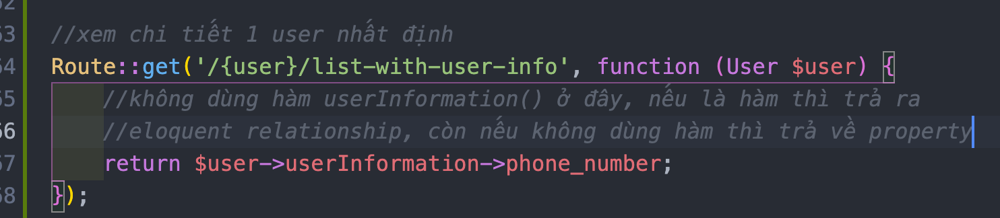 //xem chi tiết 1 user nhất định
Route::get('/{user}/list-with-user-info', function (User $user) {
//không dùng hàm userInformation() ở đây, nếu là hàm thì trả ra
//eloquent relationship, còn nếu không dùng hàm thì trả về property
return $user->userInformation->phone_number;
});